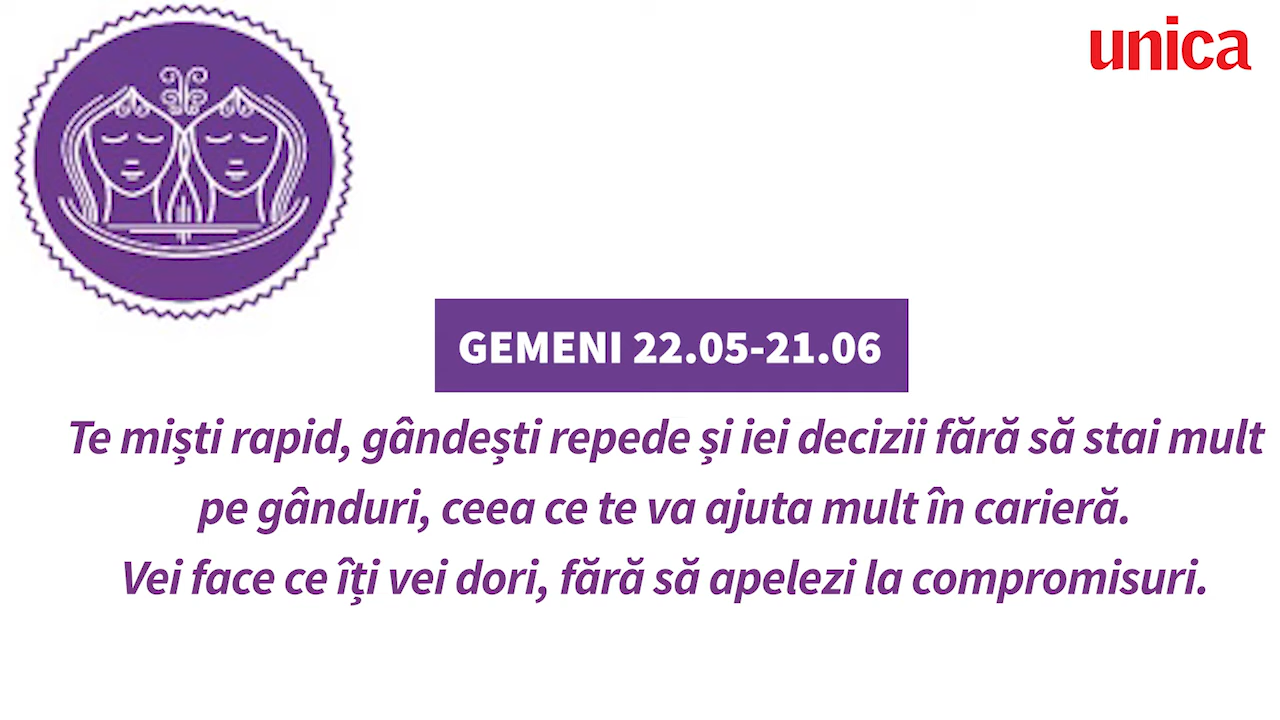 unica
GEMENI 22.05-21.06
Te miști rapid, gândești repede și iei decizii fără să stai mult
pe gânduri, ceea ce te va ajuta mult în carieră.
Vei face ce îți vei dori, fără să apelezi la compromisuri.